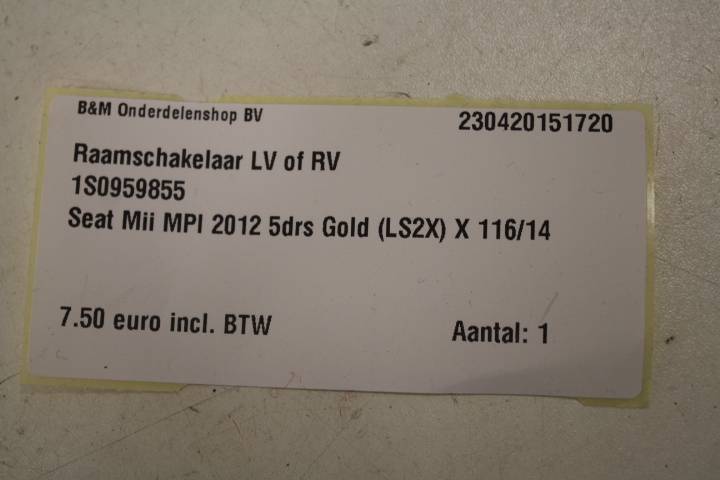 B&M Onderdelenshop BV 230420151720
Raamschakelaar LV of RV
1S0959855
Seat Mii MPI 2012 5drs Gold (LS2X) X 116/14
7.50 euro incl. BTW Aantal: 1